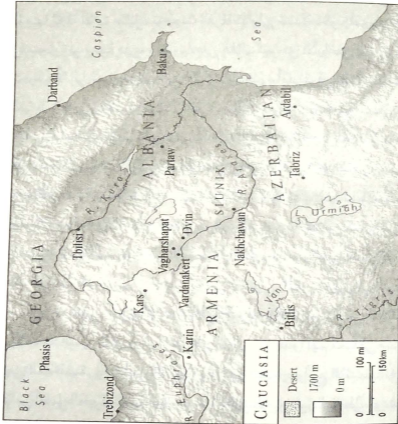 Black
Sea
Phasis
GEORGIA
Trebizond
Darband
Caspian
Sea
Tbilisi
R. Kura
ALBANIA
Baku
Partaw
Kars
Vagharshapat
Vardanakert
Dvin
SIUNIK
R. Araxes
Karin
Euphrates
R.
ARMENIA
Nakhchawan
AZERBAIJAN
Ardabil
Tabriz
L. Urmiah
L. Van
Bitlis
R. Tigris
CAUCASIA
Desert
1700 m
0 m
0 100 mi
0 150 km